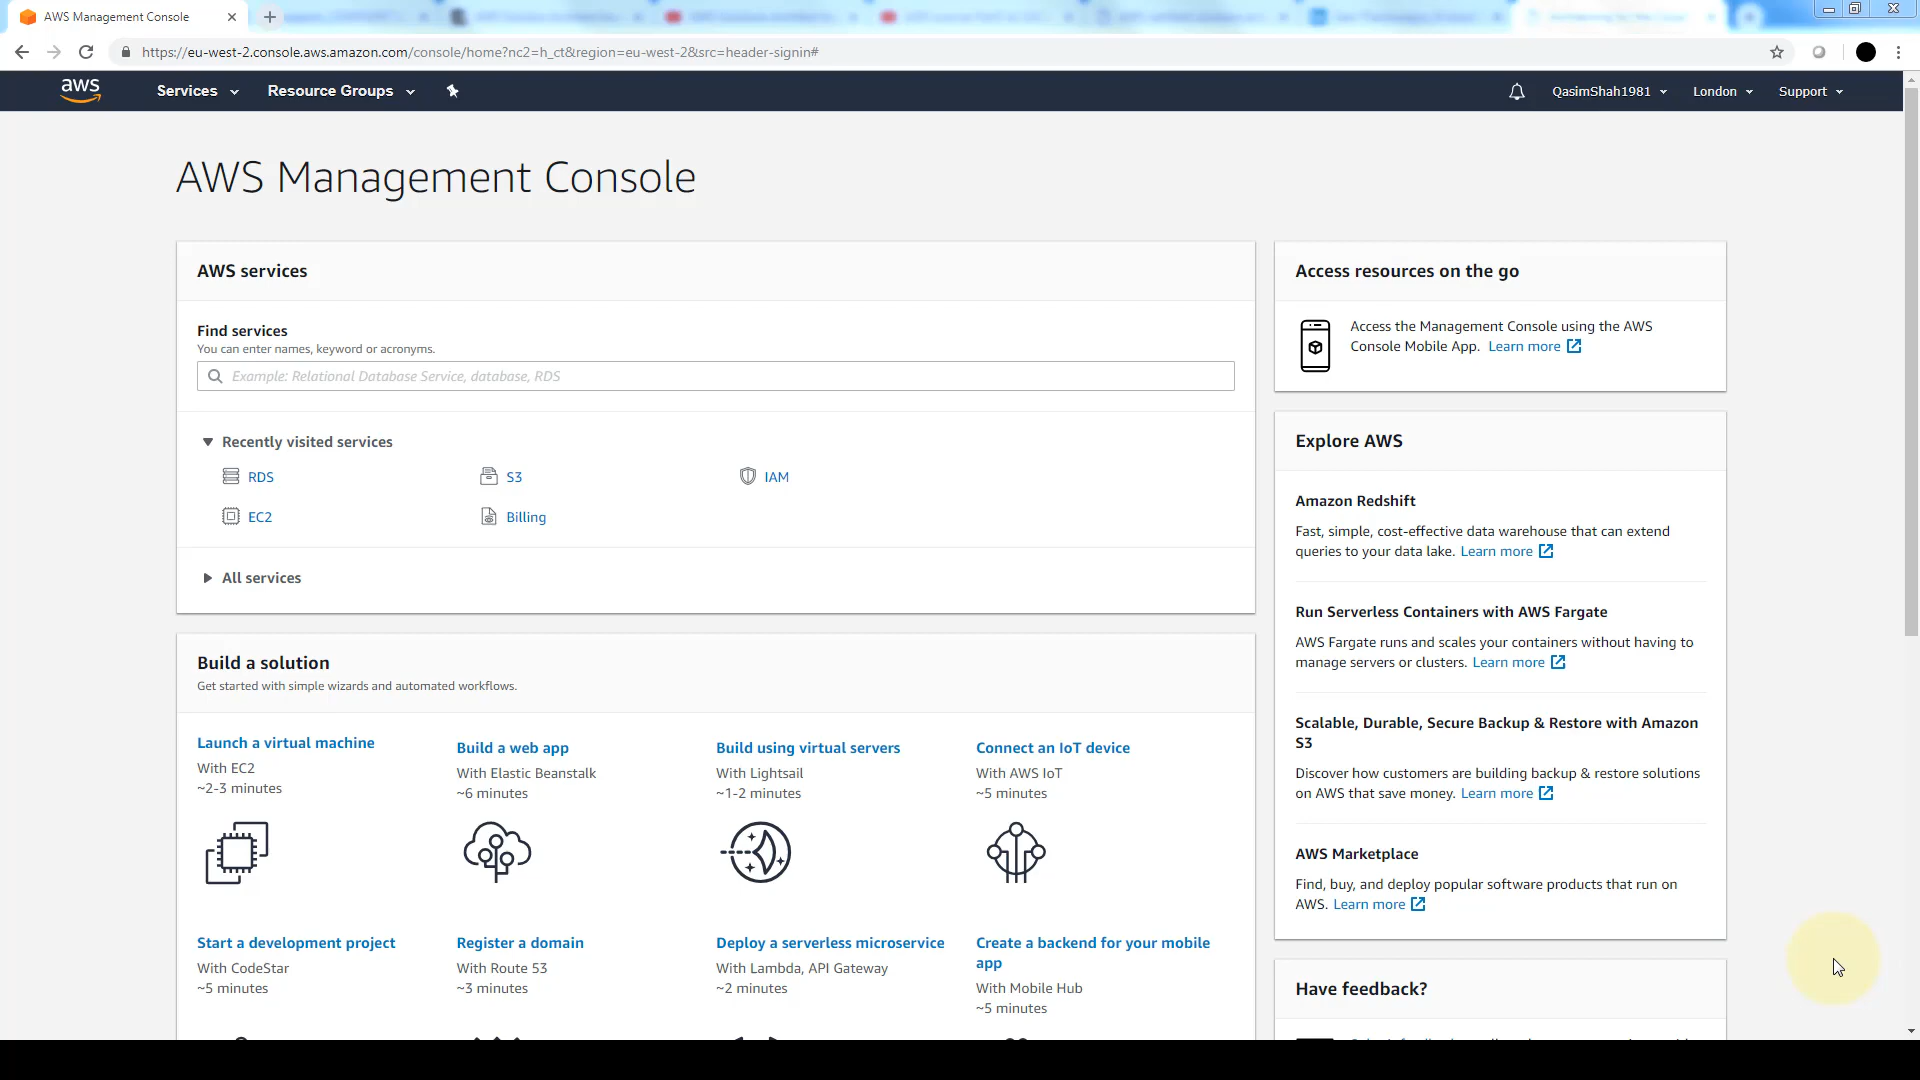 AWS Management Console
https://eu-west-2.console.aws.amazon.com/console/home?nc2=h_ct&region=eu-west-2&src=header-signin#
aws Services Resource Groups QasimShah1981 London Support
AWS Management Console
AWS services
Find services
You can enter names, keyword or acronyms.
Example: Relational Database Service, database, RDS
Recently visited services
RDS S3 IAM
EC2 Billing
All services
Build a solution
Get started with simple wizards and automated workflows.
Launch a virtual machine
With EC2
~2-3 minutes
Build a web app
With Elastic Beanstalk
~6 minutes
Build using virtual servers
With Lightsail
~1-2 minutes
Connect an IoT device
With AWS IoT
~5 minutes
Start a development project
With CodeStar
~5 minutes
Register a domain
With Route 53
~3 minutes
Deploy a serverless microservice
With Lambda, API Gateway
~2 minutes
Create a backend for your mobile
app
With Mobile Hub
~5 minutes
Access resources on the go
Access the Management Console using the AWS
Console Mobile App. Learn more
Explore AWS
Amazon Redshift
Fast, simple, cost-effective data warehouse that can extend
queries to your data lake. Learn more
Run Serverless Containers with AWS Fargate
AWS Fargate runs and scales your containers without having to
manage servers or clusters. Learn more
Scalable, Durable, Secure Backup & Restore with Amazon
S3
Discover how customers are building backup & restore solutions
on AWS that save money. Learn more
AWS Marketplace
Find, buy, and deploy popular software products that run on
AWS. Learn more
Have feedback?